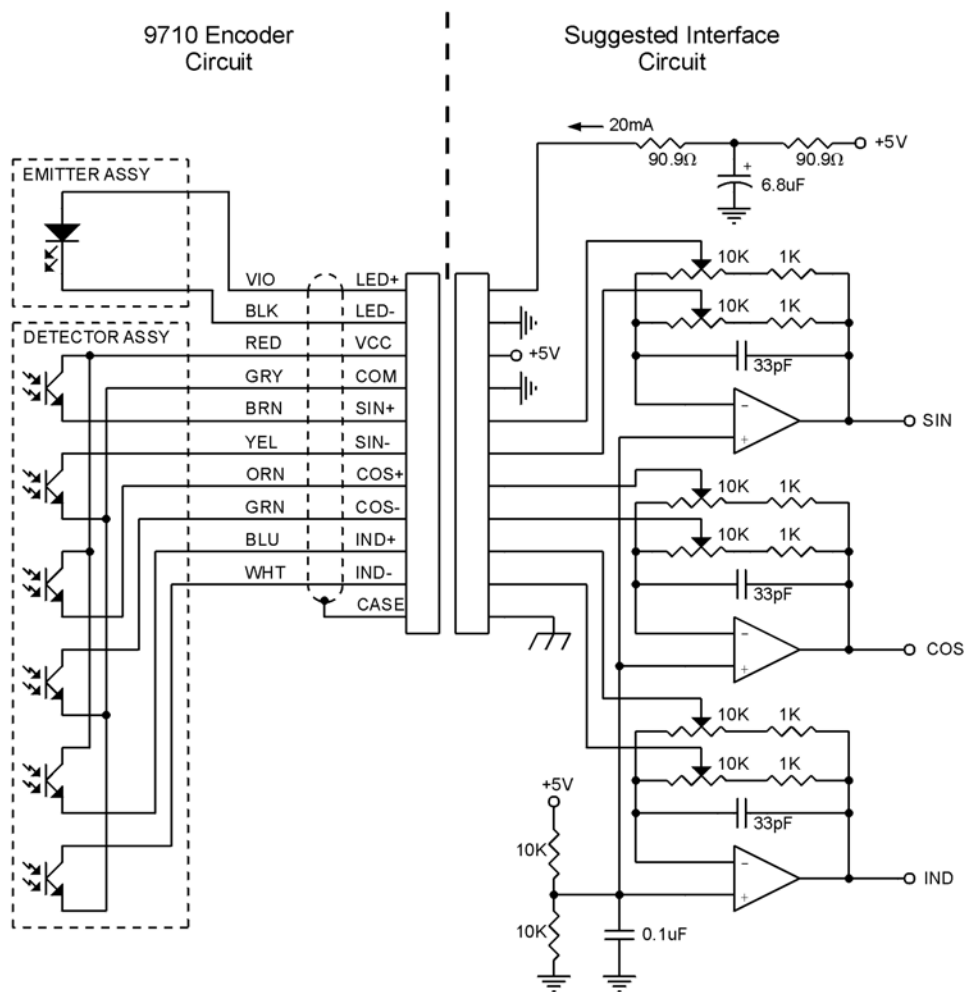 9710 Encoder
Circuit
Suggested Interface
Circuit
20mA
90.9Ω
90.9Ω
+5V
+
6.8uF
EMITTER ASSY
DETECTOR ASSY
VIO LED+
BLK LED-
RED VCC
GRY COM
BRN SIN+
YEL SIN-
ORN COS+
GRN COS-
BLU IND+
WHT IND-
CASE
+5V
10K 1K
10K 1K
33pF
-
+
SIN
10K 1K
10K 1K
33pF
-
+
COS
10K 1K
10K 1K
33pF
-
+
IND
+5V
10K
10K
0.1uF